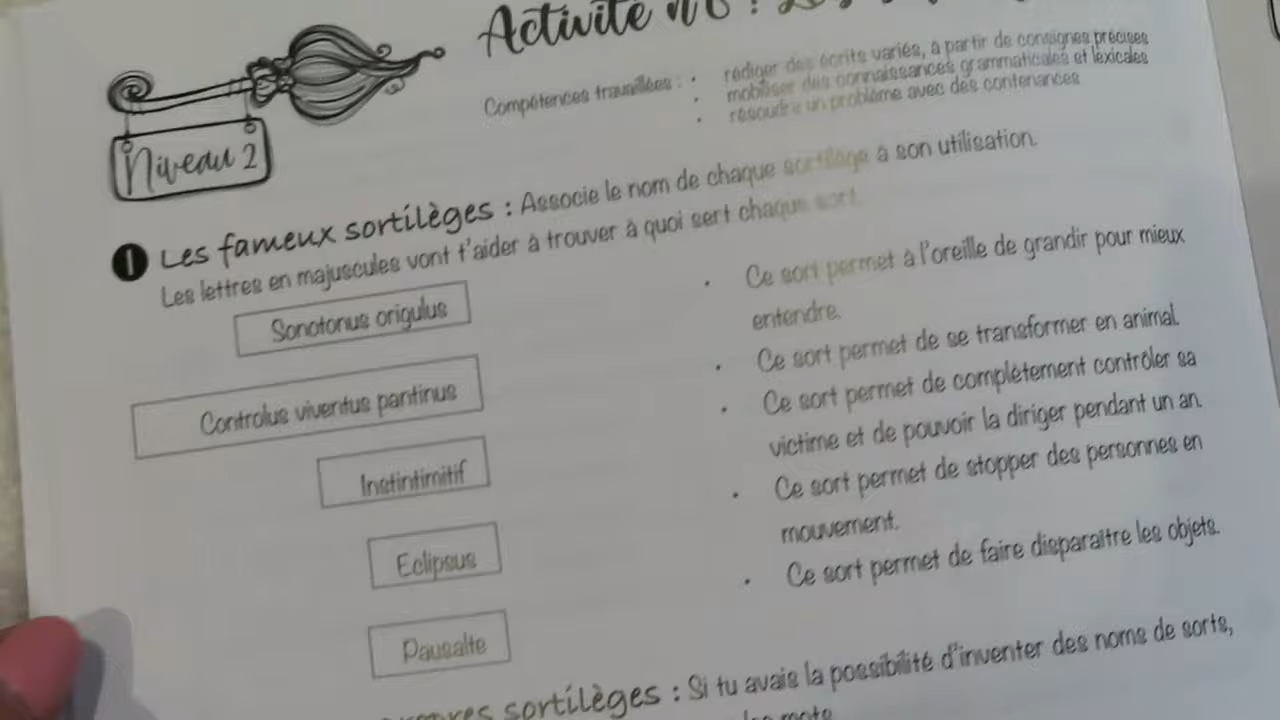 Activité n°6 :
Compétences travaillées : • rédiger des écrits variés, à partir de consignes précises
• mobiliser des connaissances grammaticales et lexicales
• résoudre un problème avec des contenances
Niveau 2
1 Les fameux sortilèges : Associe le nom de chaque sortilège à son utilisation.
Les lettres en majuscules vont t'aider à trouver à quoi sert chaque sort.
Sonotonus origulus
Controlus viventus pantinus
Instintimitif
Eclipsus
Pausalte
• Ce sort permet à l'oreille de grandir pour mieux
entendre.
• Ce sort permet de se transformer en animal.
• Ce sort permet de complètement contrôler sa
victime et de pouvoir la diriger pendant un an.
• Ce sort permet de stopper des personnes en
mouvement.
• Ce sort permet de faire disparaître les objets.
sortilèges : Si tu avais la possibilité d'inventer des noms de sorts,